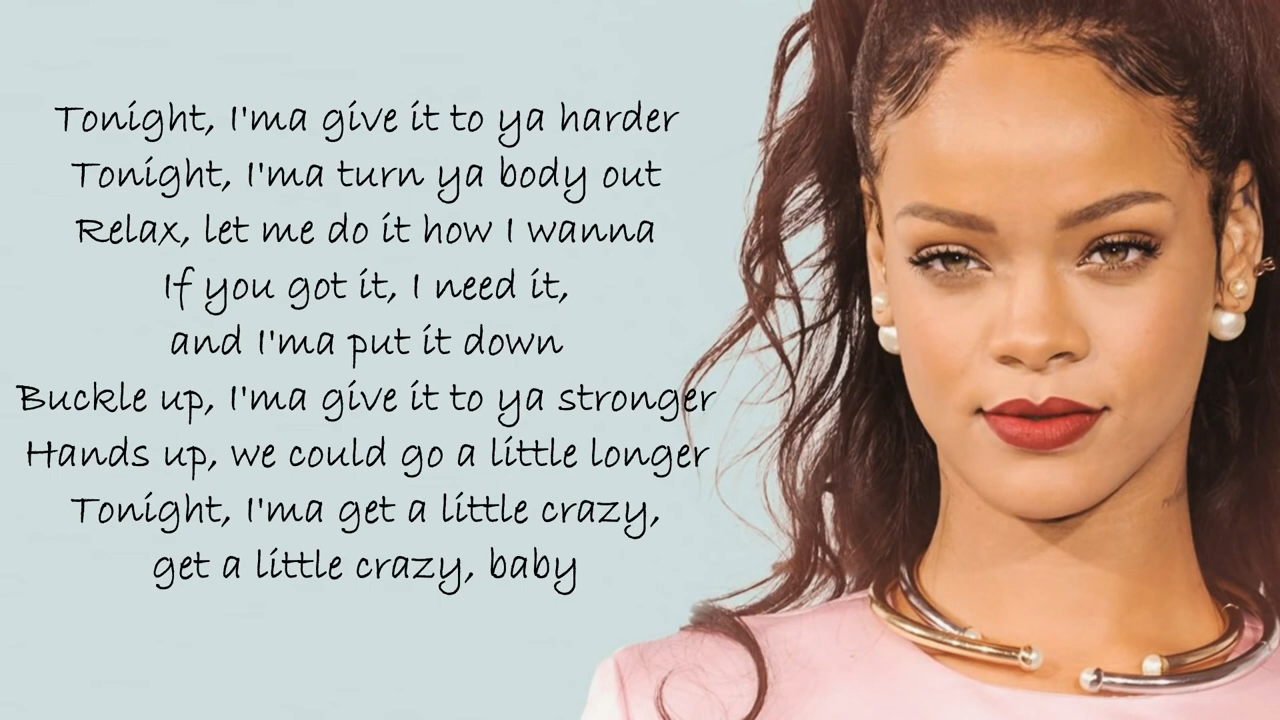 Tonight, I'ma give it to ya harder
Tonight, I'ma turn ya body out
Relax, let me do it how I wanna
If you got it, I need it,
and I'ma put it down
Buckle up, I'ma give it to ya stronger
Hands up, we could go a little longer
Tonight, I'ma get a little crazy,
get a little crazy, baby